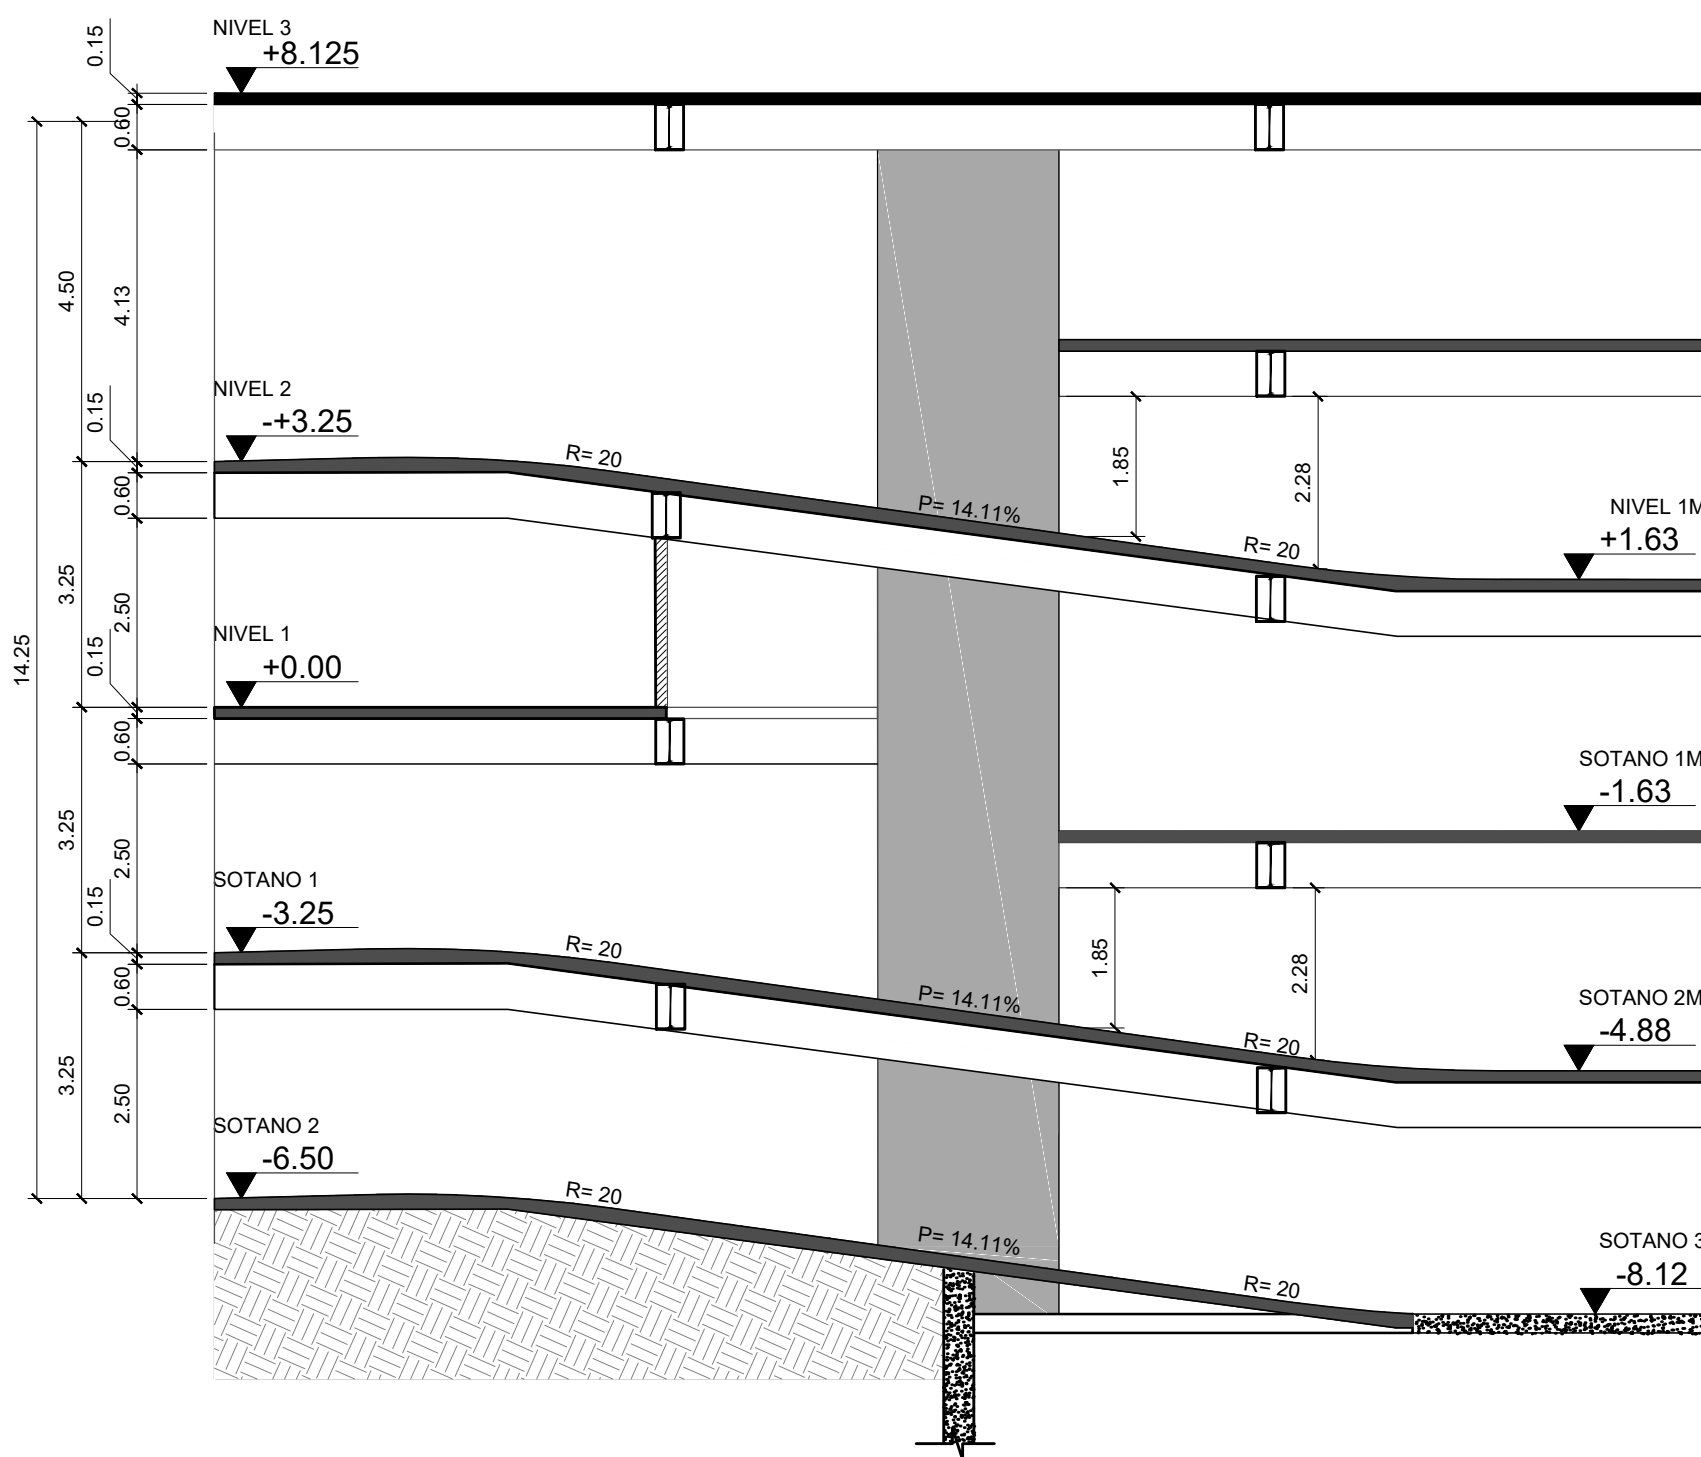 NIVEL 3
+8.125
0.15
0.60
4.50
4.13
NIVEL 2
-+3.25
0.15
0.60
R= 20
P= 14.11%
R= 20
1.85
2.28
NIVEL 1M
+1.63
3.25
2.50
14.25
NIVEL 1
+0.00
0.15
0.60
SOTANO 1M
-1.63
3.25
2.50
SOTANO 1
-3.25
0.15
0.60
R= 20
P= 14.11%
R= 20
1.85
2.28
SOTANO 2M
-4.88
3.25
2.50
SOTANO 2
-6.50
R= 20
P= 14.11%
R= 20
SOTANO 3
-8.12